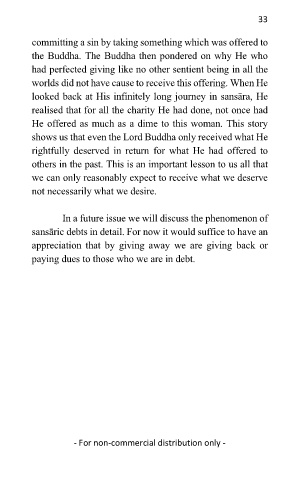 33
committing a sin by taking something which was offered to
the Buddha. The Buddha then pondered on why He who
had perfected giving like no other sentient being in all the
worlds did not have cause to receive this offering. When He
looked back at His infinitely long journey in sansāra, He
realised that for all the charity He had done, not once had
He offered as much as a dime to this woman. This story
shows us that even the Lord Buddha only received what He
rightfully deserved in return for what He had offered to
others in the past. This is an important lesson to us all that
we can only reasonably expect to receive what we deserve
not necessarily what we desire.
In a future issue we will discuss the phenomenon of
sansāric debts in detail. For now it would suffice to have an
appreciation that by giving away we are giving back or
paying dues to those who we are in debt.
- For non-commercial distribution only -